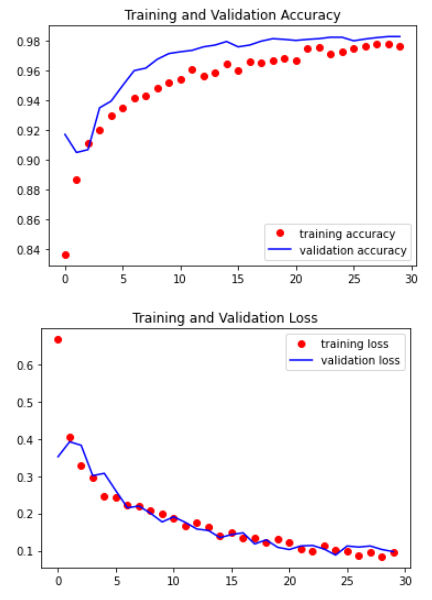 Training and Validation Accuracy
0.98
0.96
0.94
0.92
0.90
0.88
0.86
0.84
training accuracy
validation accuracy
0 5 10 15 20 25 30
Training and Validation Loss
training loss
validation loss
0.6
0.5
0.4
0.3
0.2
0.1
0 5 10 15 20 25 30